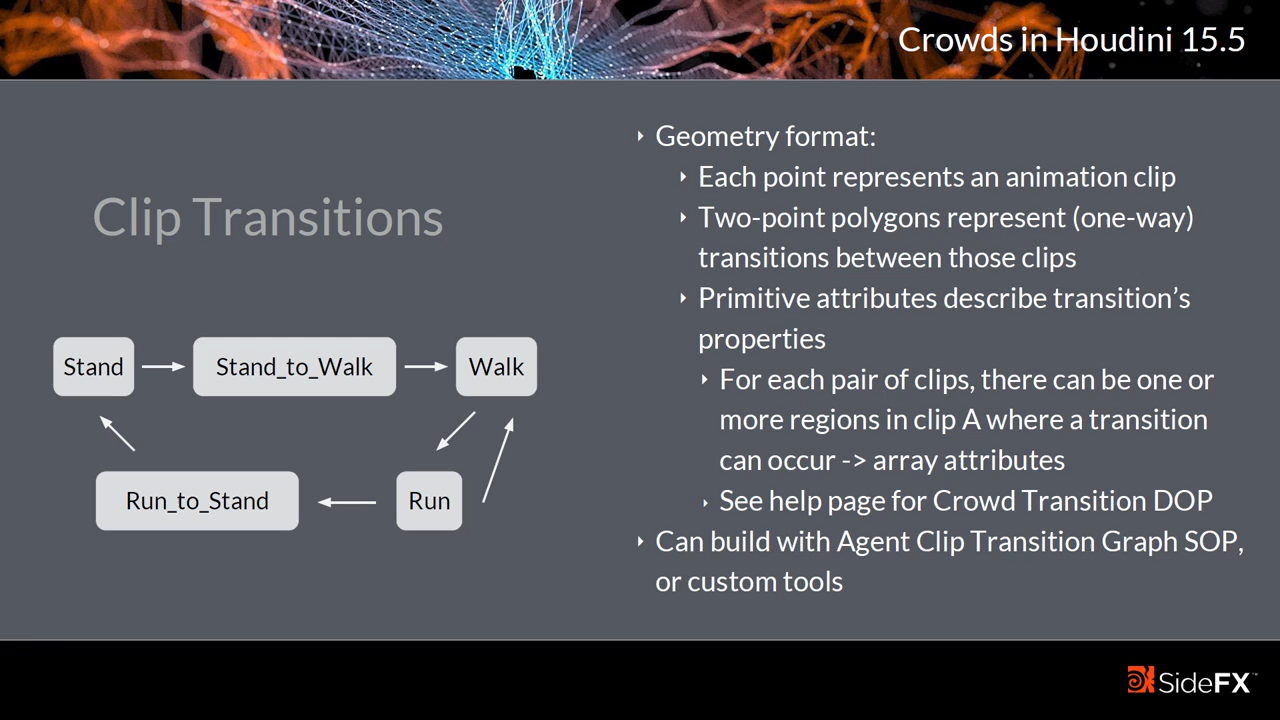 Crowds in Houdini 15.5
Clip Transitions
Stand
Stand_to_Walk
Walk
Run_to_Stand
Run
Geometry format:
Each point represents an animation clip
Two-point polygons represent (one-way)
transitions between those clips
Primitive attributes describe transition’s
properties
For each pair of clips, there can be one or
more regions in clip A where a transition
can occur -> array attributes
See help page for Crowd Transition DOP
Can build with Agent Clip Transition Graph SOP,
or custom tools
SideFX™